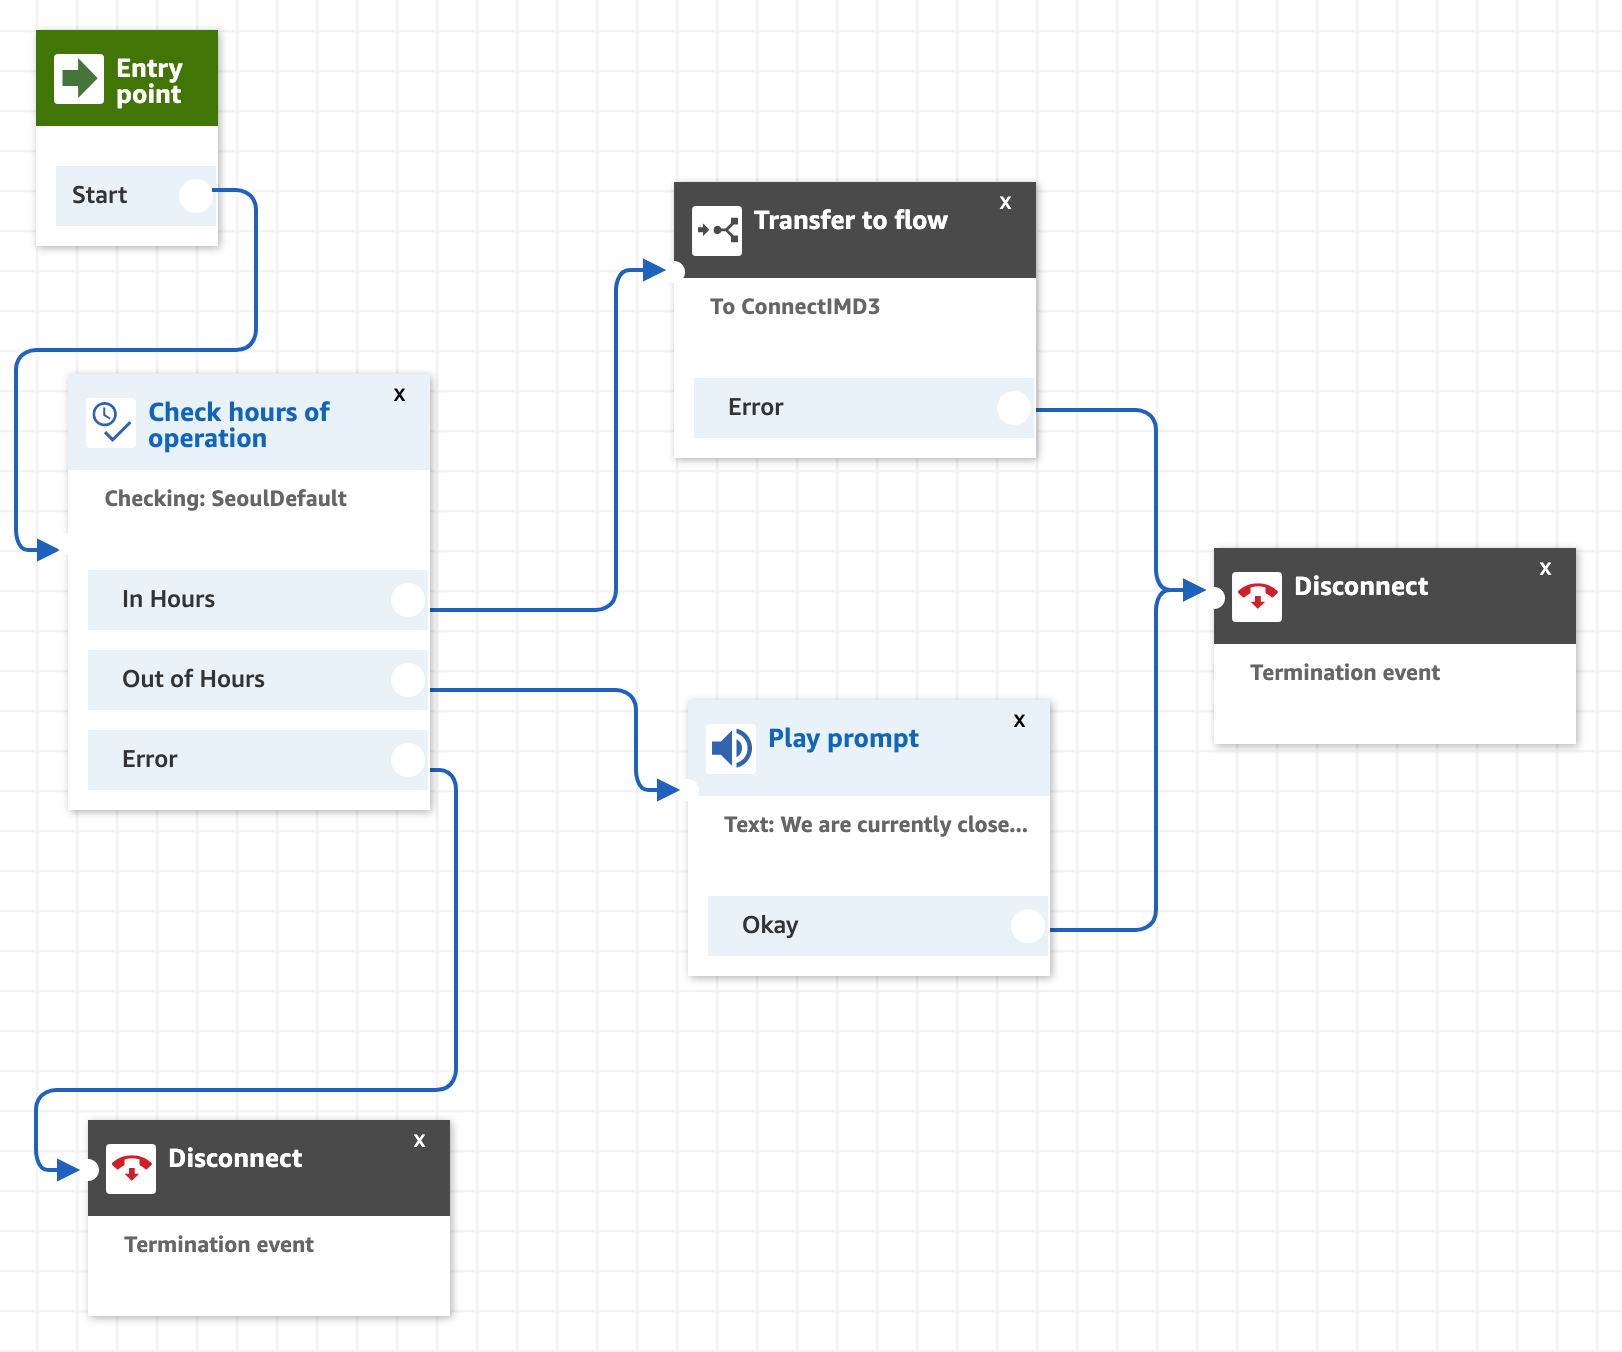 Entry
point
Start
X
Transfer to flow
To ConnectIMD3
Error
X
Check hours of
operation
Checking: SeoulDefault
In Hours
Out of Hours
Error
X
Disconnect
Termination event
X
Play prompt
Text: We are currently close...
Okay
X
Disconnect
Termination event